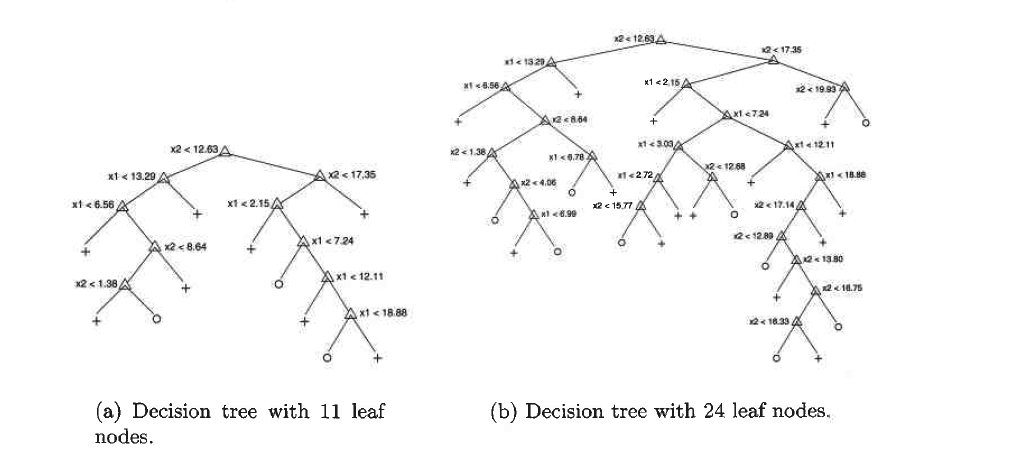 x2 < 12.63
x1 < 13.29
x2 < 17.35
x1 < 6.56
x1 < 2.15
+
+
+
x2 < 8.64
+
x1 < 7.24
x2 < 1.38
+
o
x1 < 12.11
+
o
+
x1 < 18.88
o
+
(a) Decision tree with 11 leaf
nodes.
x2 < 12.63
x2 < 17.35
x1 < 13.29
x1 < 6.56
+
x1 < 2.15
x2 < 19.93
+
x2 < 8.64
+
x1 < 7.24
+
o
x2 < 1.38
x1 < 6.78
x1 < 3.03
x1 < 12.11
+
x2 < 4.06
o
+
x1 < 2.72
x2 < 12.68
+
x1 < 18.88
o
x1 < 6.99
x2 < 15.77
+
+
o
x2 < 17.14
+
+
o
o
+
x2 < 12.89
+
o
x2 < 13.80
+
x2 < 16.75
x2 < 16.33
o
o
+
(b) Decision tree with 24 leaf nodes.